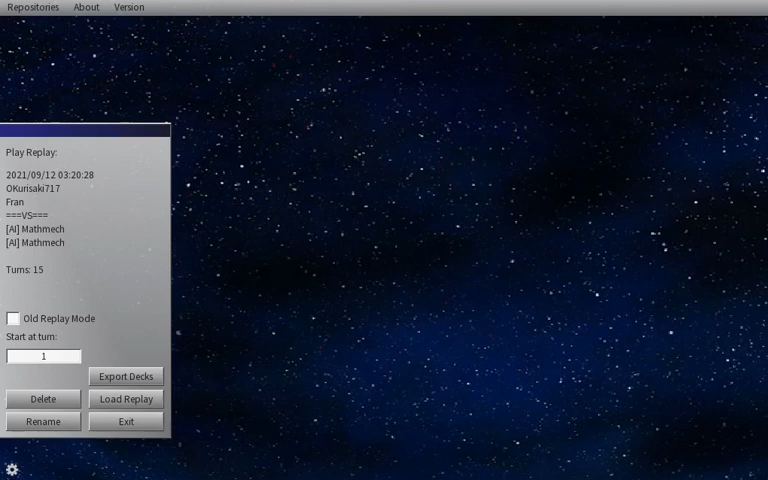 Repositories About Version
Play Replay:
2021/09/12 03:20:28
OKurisaki717
Fran
===VS===
[AI] Mathmech
[AI] Mathmech
Turns: 15
Old Replay Mode
Start at turn:
1
Export Decks
Delete Load Replay
Rename Exit